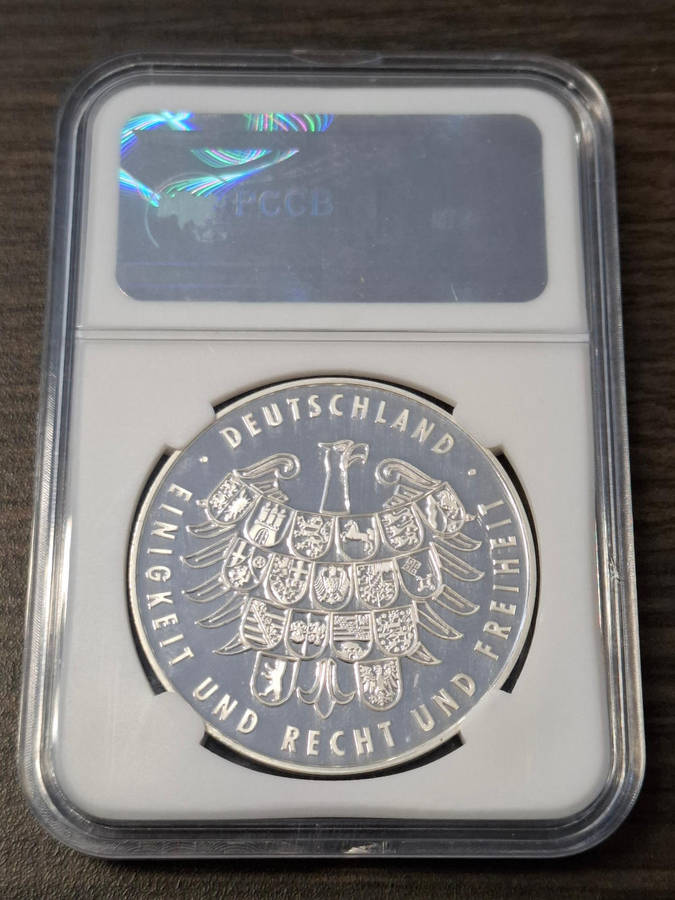 PCCB
· DEUTSCHLAND ·
EINIGKEIT UND RECHT UND FREIHEIT